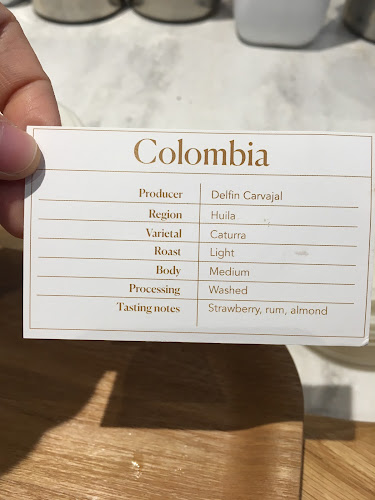 Colombia
Producer Delfin Carvajal
Region Huila
Varietal Caturra
Roast Light
Body Medium
Processing Washed
Tasting notes Strawberry, rum, almond